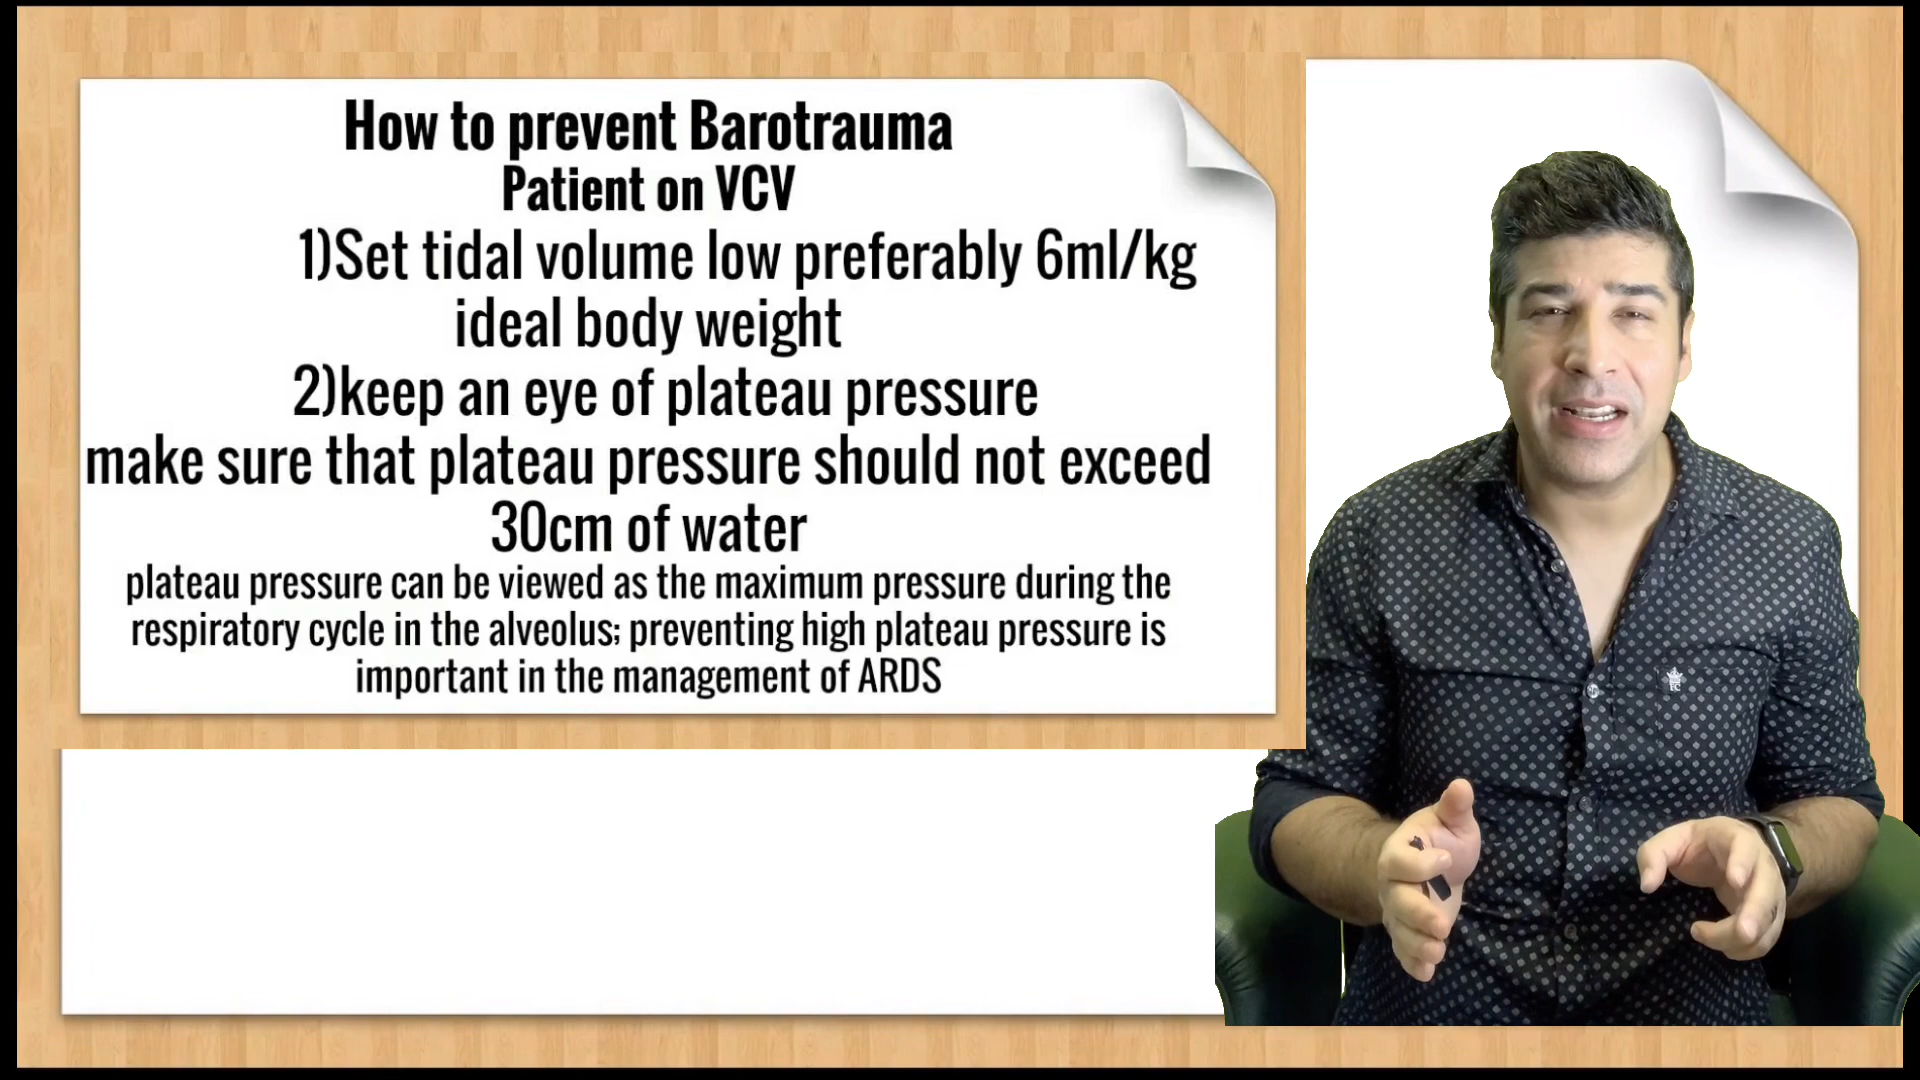 How to prevent Barotrauma
Patient on VCV
1)Set tidal volume low preferably 6ml/kg
ideal body weight
2)keep an eye of plateau pressure
make sure that plateau pressure should not exceed
30cm of water
plateau pressure can be viewed as the maximum pressure during the
respiratory cycle in the alveolus; preventing high plateau pressure is
important in the management of ARDS
FC